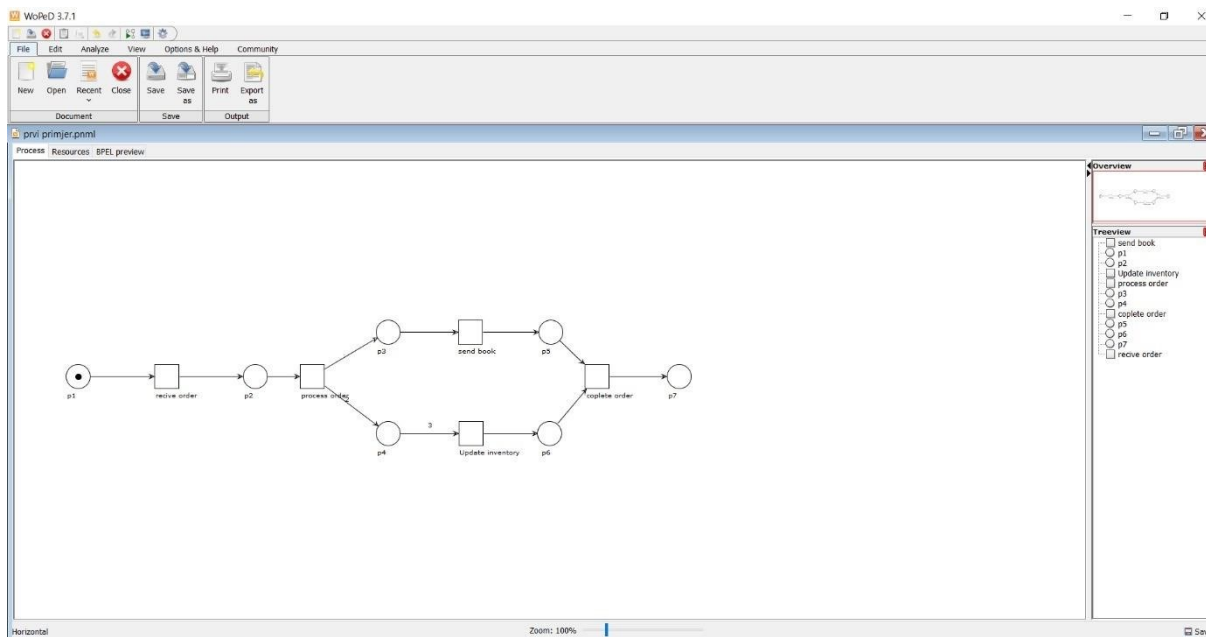 WoPeD 3.7.1
File Edit Analyze View Options & Help Community
New Open Recent Close Save Save as Print Export as
Document Save Output
prvi primjer.pnml
Process Resources BPEL preview
Overview
Treeview
send book
p1
p2
Update inventory
process order
p3
p4
coplete order
p5
p6
p7
recive order
p3 send book p5
p1 recive order p2 process order coplete order p7
3
p4 Update inventory p6
Horizontal Zoom: 100% Sav